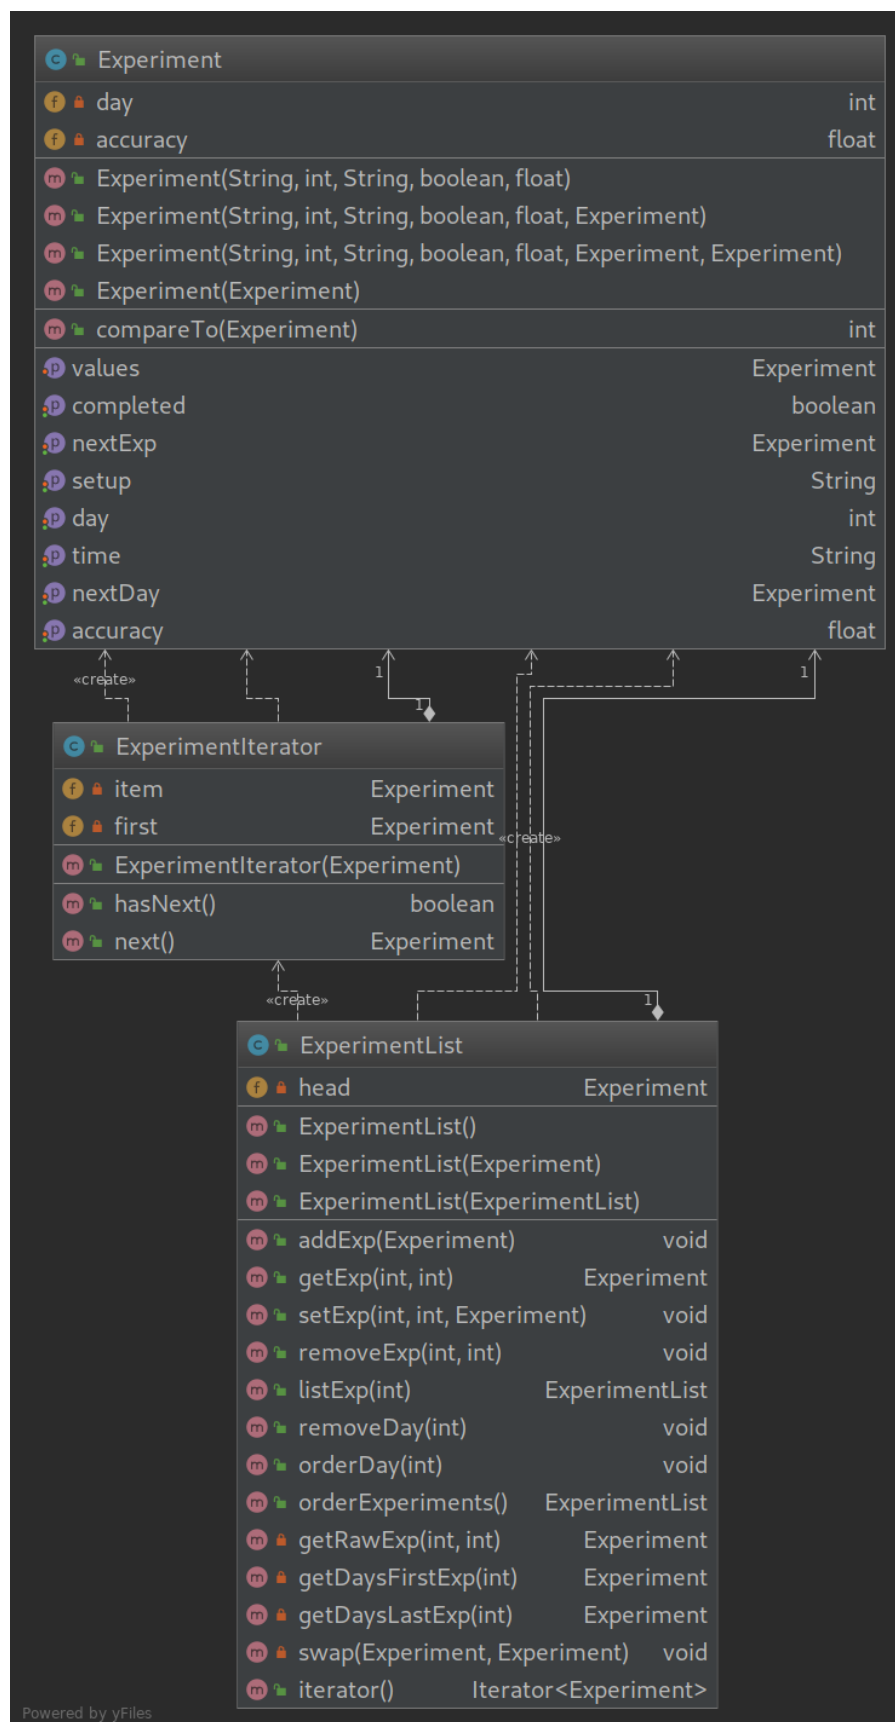 Experiment
day int
accuracy float
Experiment(String, int, String, boolean, float)
Experiment(String, int, String, boolean, float, Experiment)
Experiment(String, int, String, boolean, float, Experiment, Experiment)
Experiment(Experiment)
compareTo(Experiment) int
values Experiment
completed boolean
nextExp Experiment
setup String
day int
time String
nextDay Experiment
accuracy float
1 1
«create»
1
ExperimentIterator
item Experiment
first Experiment
«create»
ExperimentIterator(Experiment)
hasNext() boolean
next() Experiment
«create» 1
ExperimentList
head Experiment
ExperimentList()
ExperimentList(Experiment)
ExperimentList(ExperimentList)
addExp(Experiment) void
getExp(int, int) Experiment
setExp(int, int, Experiment) void
removeExp(int, int) void
listExp(int) ExperimentList
removeDay(int) void
orderDay(int) void
orderExperiments() ExperimentList
getRawExp(int, int) Experiment
getDaysFirstExp(int) Experiment
getDaysLastExp(int) Experiment
swap(Experiment, Experiment) void
iterator() Iterator<Experiment>
Powered by yFiles